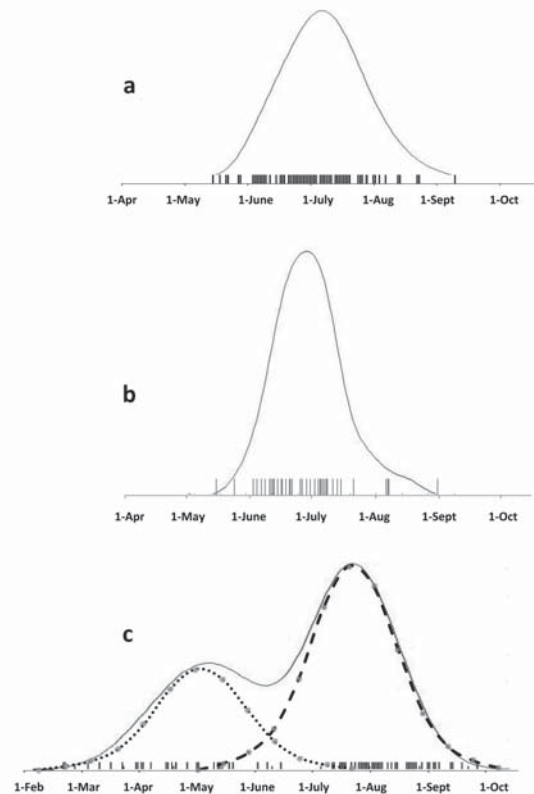 a
1-Apr 1-May 1-June 1-July 1-Aug 1-Sept 1-Oct
b
1-Apr 1-May 1-June 1-July 1-Aug 1-Sept 1-Oct
c
1-Feb 1-Mar 1-Apr 1-May 1-June 1-July 1-Aug 1-Sept 1-Oct